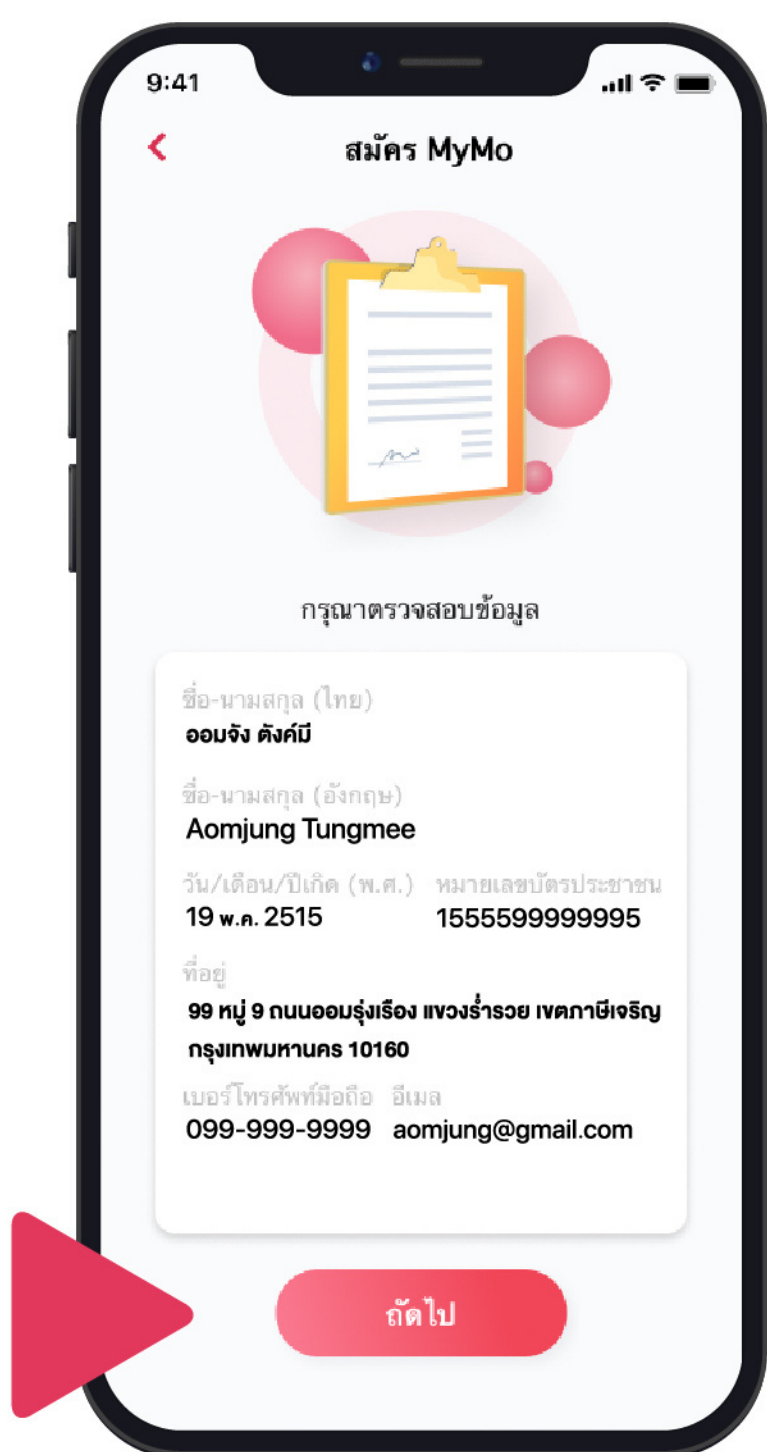 9:41
สมัคร MyMo
กรุณาตรวจสอบข้อมูล
ชื่อ-นามสกุล (ไทย)
ออมจัง ตังค์มี
ชื่อ-นามสกุล (อังกฤษ)
Aomjung Tungmee
วัน/เดือน/ปีเกิด (พ.ศ.) หมายเลขบัตรประชาชน
19 พ.ค. 2515 1555599999995
ที่อยู่
99 หมู่ 9 ถนนออมรุ่งเรือง แขวงร่ำรวย เขตภาษีเจริญ
กรุงเทพมหานคร 10160
เบอร์โทรศัพท์มือถือ อีเมล
099-999-9999 aomjung@gmail.com
ถัดไป